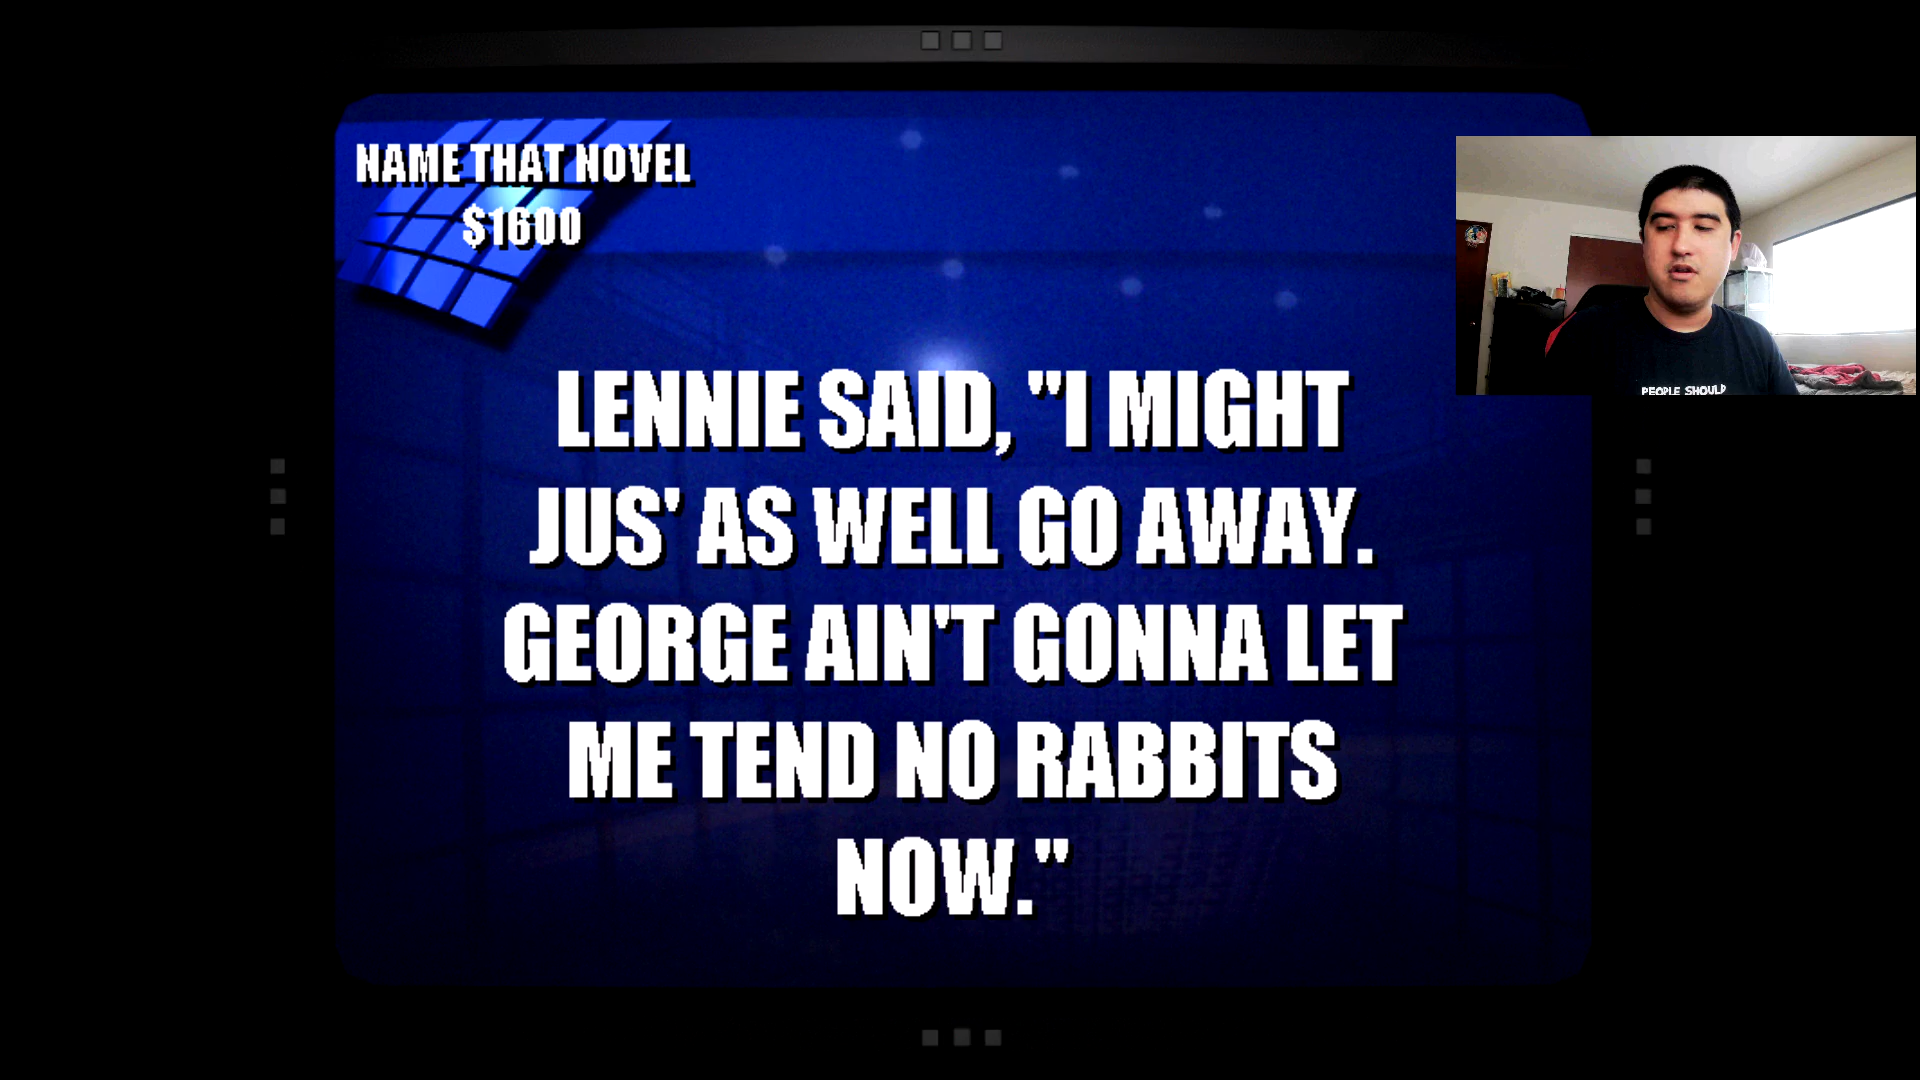 NAME THAT NOVEL
$1600
LENNIE SAID, "I MIGHT
JUS' AS WELL GO AWAY.
GEORGE AIN'T GONNA LET
ME TEND NO RABBITS
NOW."
PEOPLE SHOULD